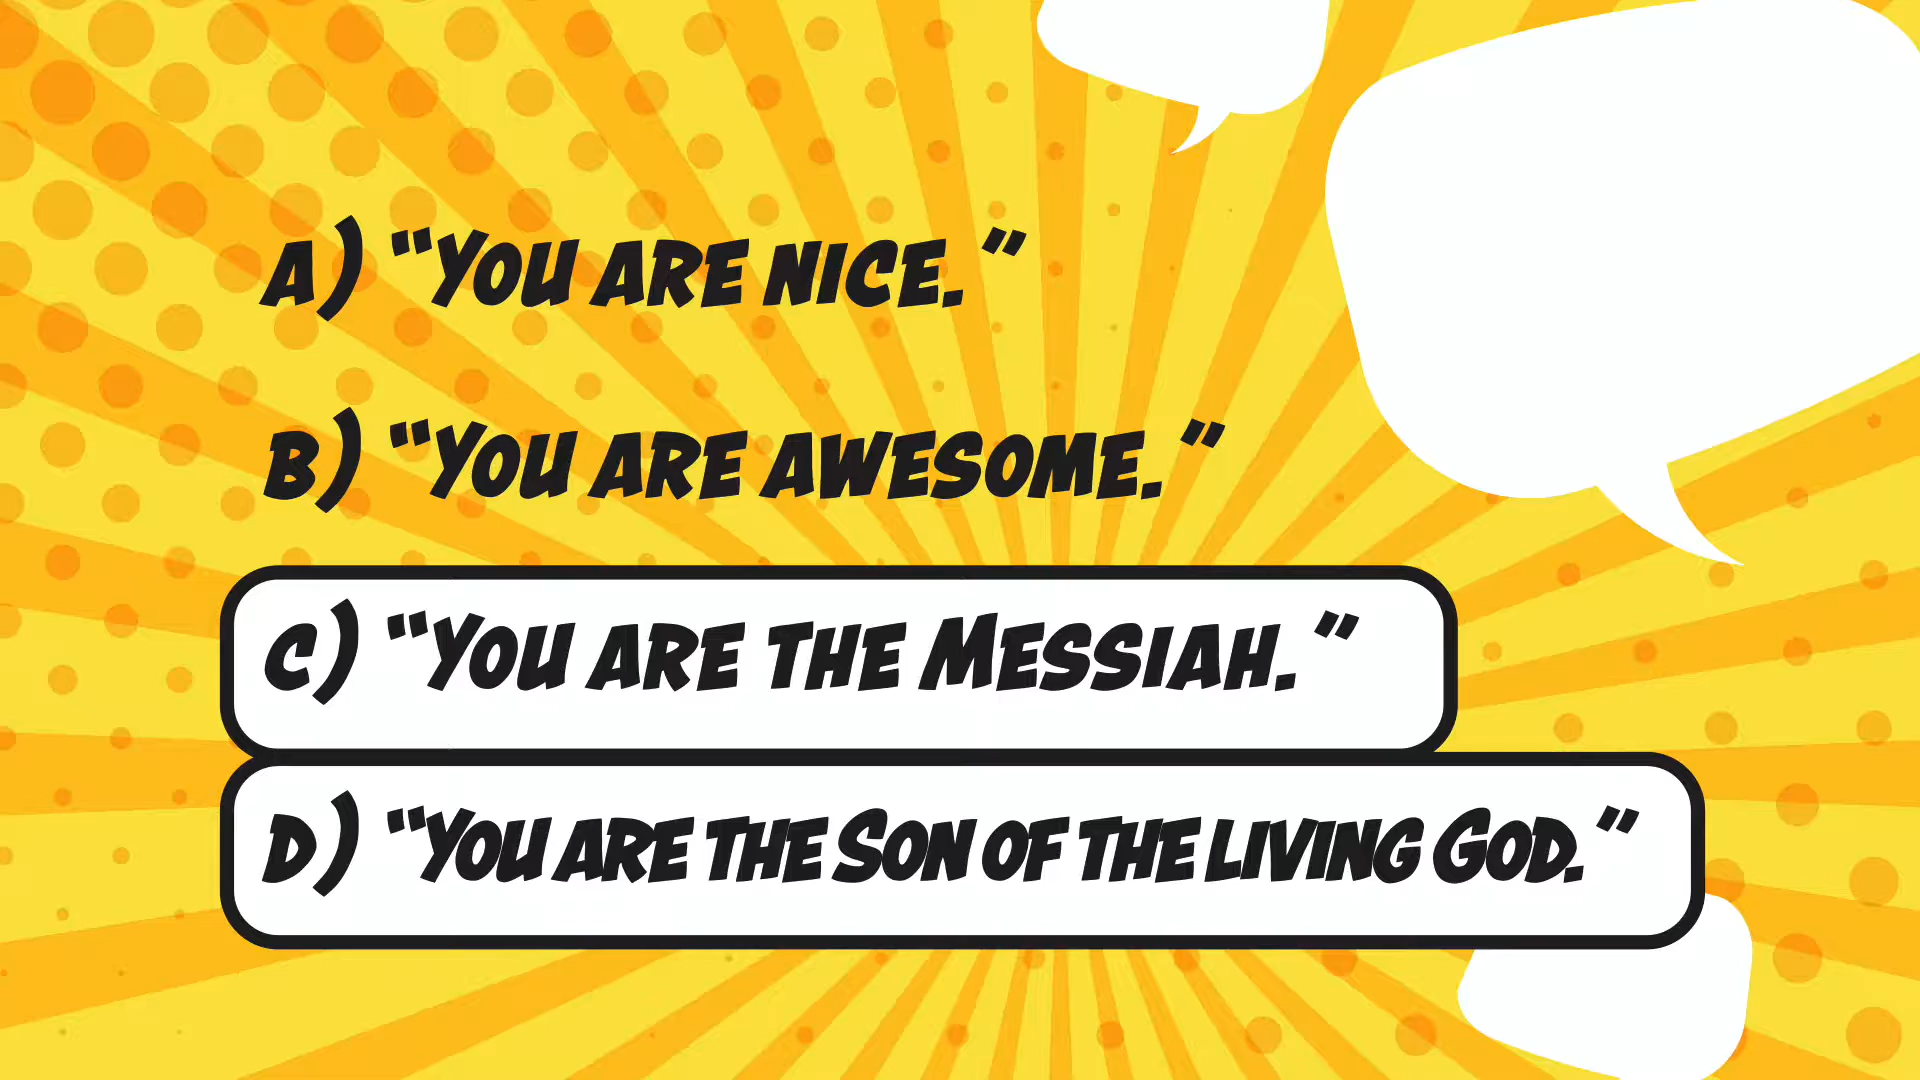 A) “You are nice.”
B) “You are awesome.”
C) “You are the Messiah.”
D) “You are the Son of the living God.”